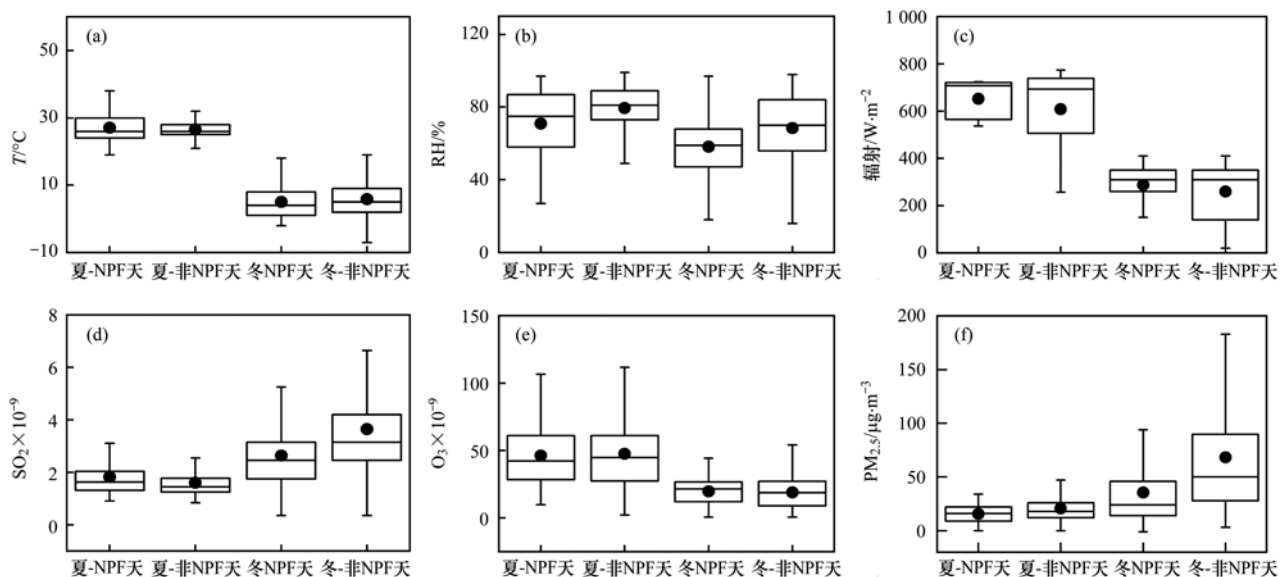 (a)
T/°C
50
30
10
−10
夏-NPF天 夏-非NPF天 冬NPF天 冬-非NPF天
(b)
RH/%
120
80
40
0
夏-NPF天 夏-非NPF天 冬NPF天 冬-非NPF天
(c)
辐射/W·m⁻²
1 000
800
600
400
200
0
夏-NPF天 夏-非NPF天 冬NPF天 冬-非NPF天
(d)
SO₂×10⁻⁹
8
6
4
2
0
夏-NPF天 夏-非NPF天 冬NPF天 冬-非NPF天
(e)
O₃×10⁻⁹
150
100
50
0
夏-NPF天 夏-非NPF天 冬NPF天 冬-非NPF天
(f)
PM₂.₅/μg·m⁻³
200
150
100
50
0
夏-NPF天 夏-非NPF天 冬NPF天 冬-非NPF天